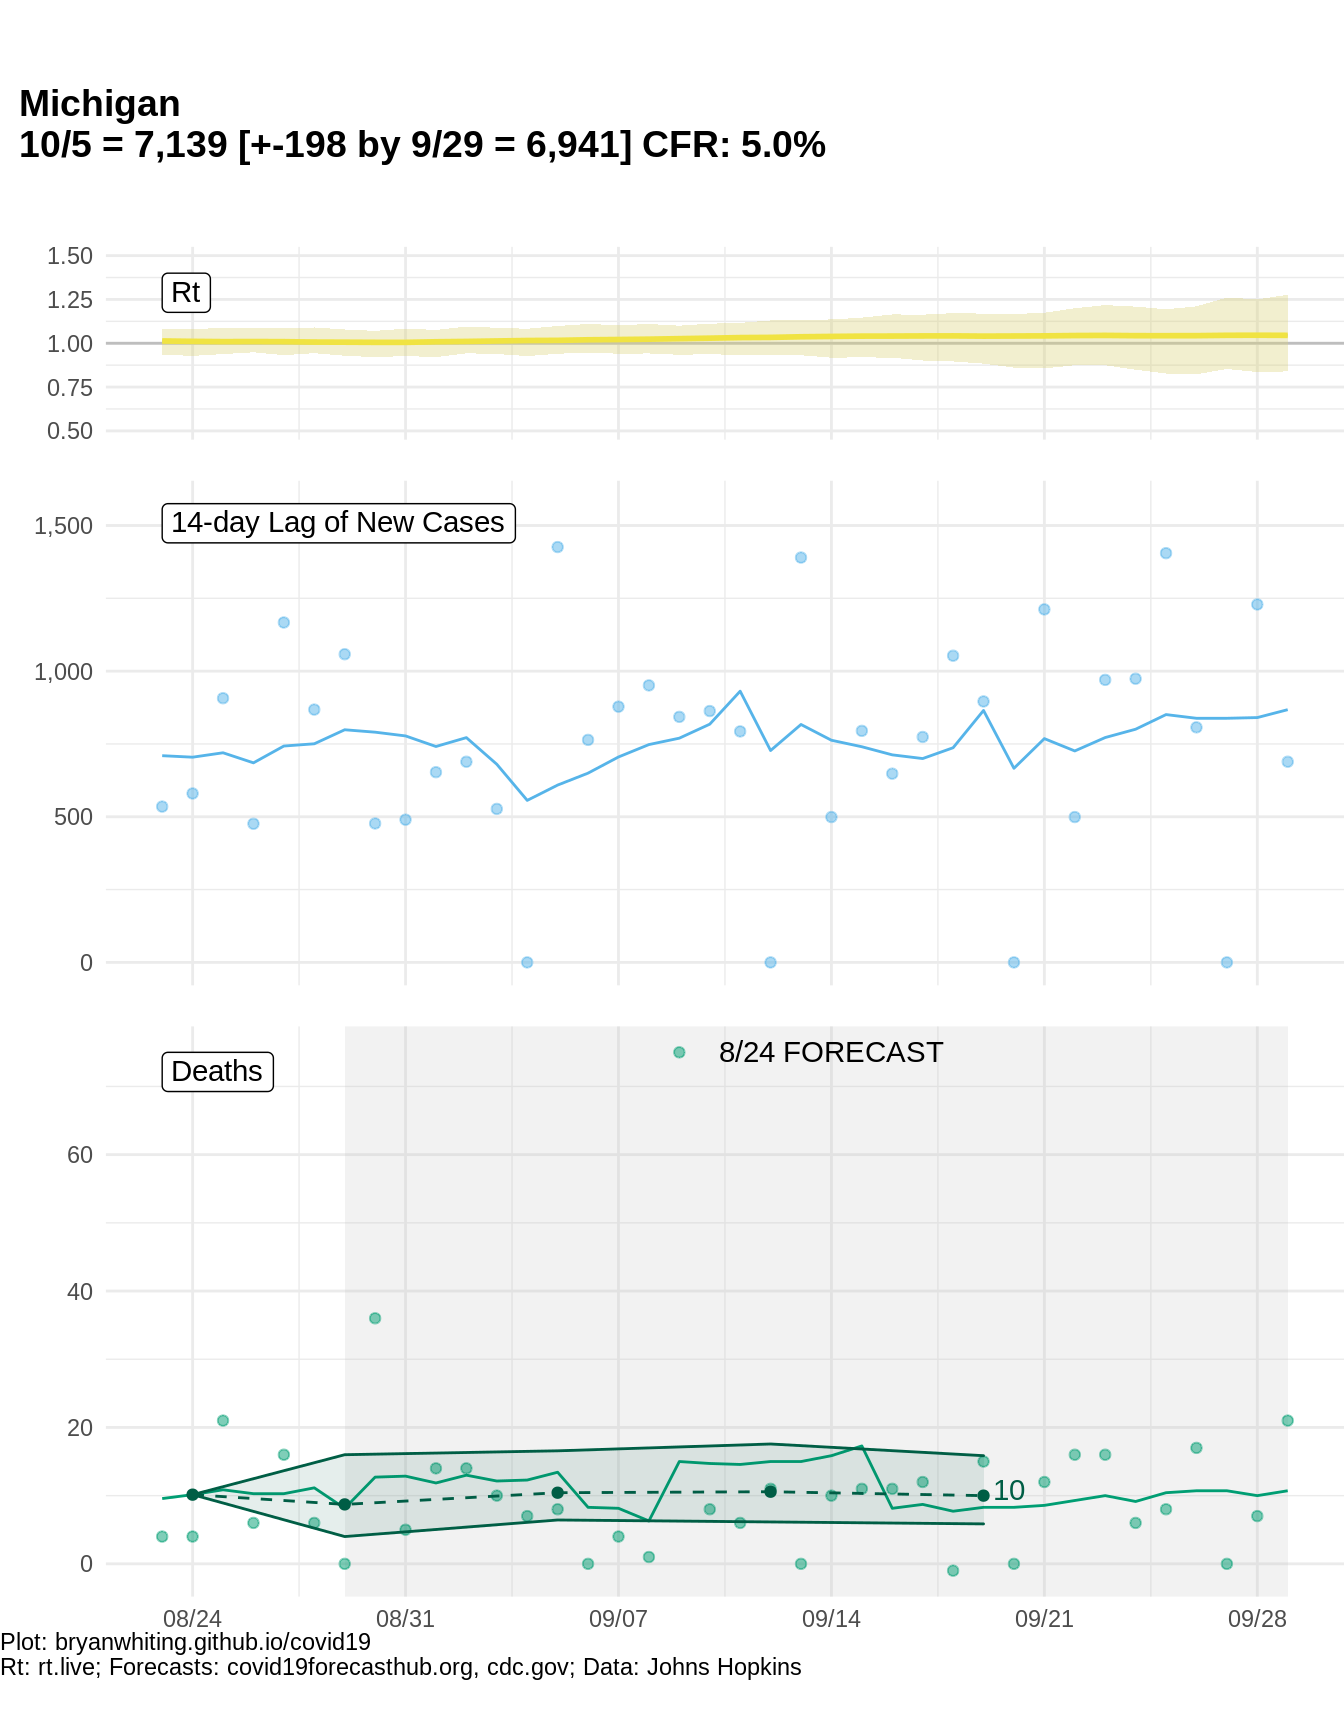 Michigan
10/5 = 7,139 [+-198 by 9/29 = 6,941] CFR: 5.0%
1.50
1.25
1.00
0.75
0.50
Rt
1,500
1,000
500
0
14-day Lag of New Cases
Deaths
8/24 FORECAST
60
40
20
0
10
08/24 08/31 09/07 09/14 09/21 09/28
Plot: bryanwhiting.github.io/covid19
Rt: rt.live; Forecasts: covid19forecasthub.org, cdc.gov; Data: Johns Hopkins